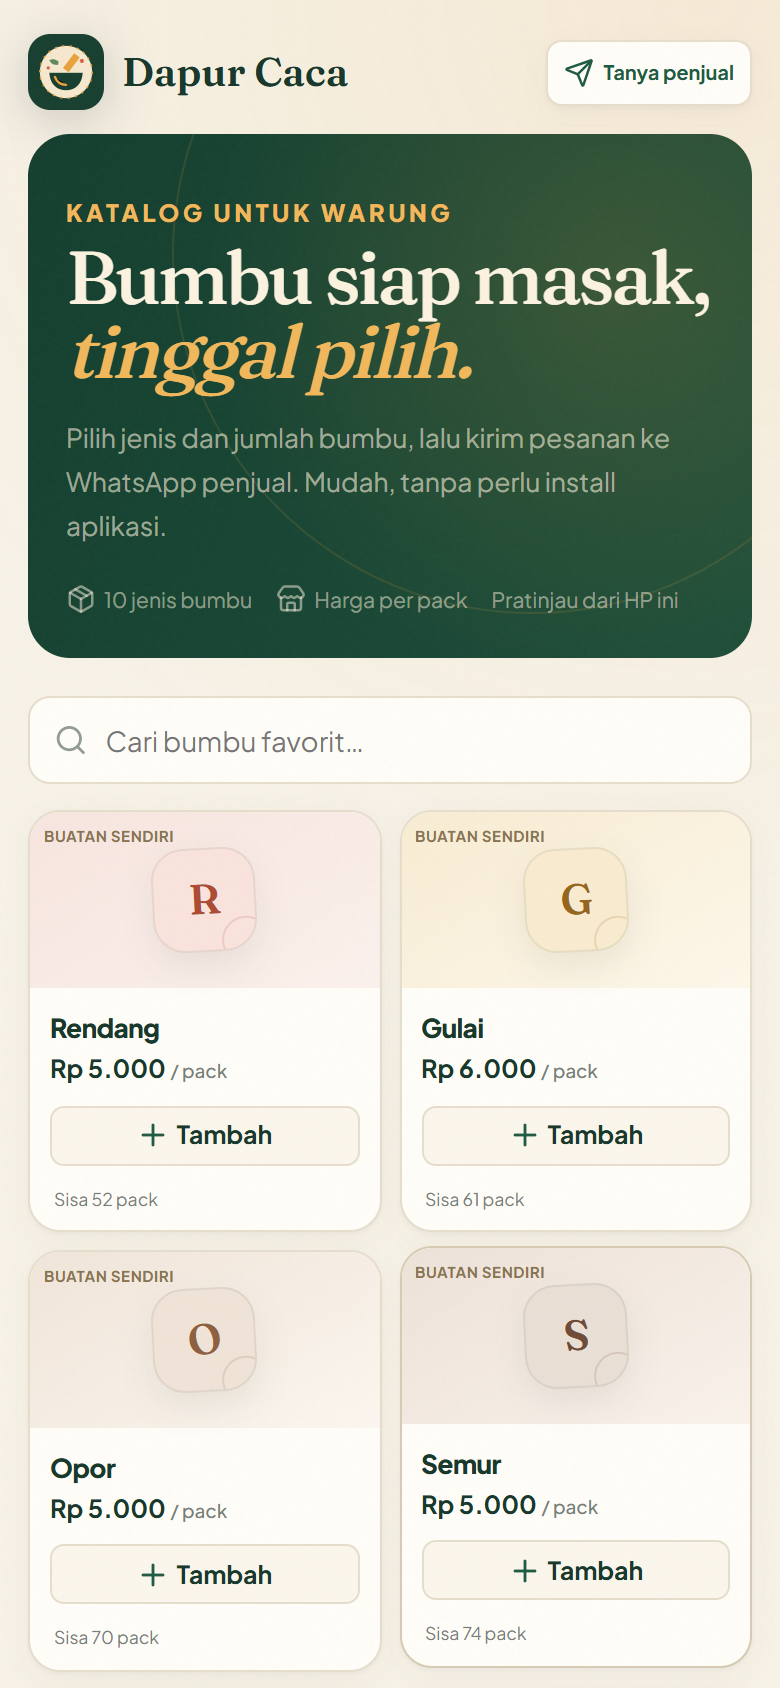 Dapur Caca
Tanya penjual
KATALOG UNTUK WARUNG
Bumbu siap masak,
tinggal pilih.
Pilih jenis dan jumlah bumbu, lalu kirim pesanan ke
WhatsApp penjual. Mudah, tanpa perlu install
aplikasi.
10 jenis bumbu
Harga per pack
Pratinjau dari HP ini
Cari bumbu favorit...
BUATAN SENDIRI
R
Rendang
Rp 5.000 / pack
+ Tambah
Sisa 52 pack
BUATAN SENDIRI
G
Gulai
Rp 6.000 / pack
+ Tambah
Sisa 61 pack
BUATAN SENDIRI
O
Opor
Rp 5.000 / pack
+ Tambah
Sisa 70 pack
BUATAN SENDIRI
S
Semur
Rp 5.000 / pack
+ Tambah
Sisa 74 pack